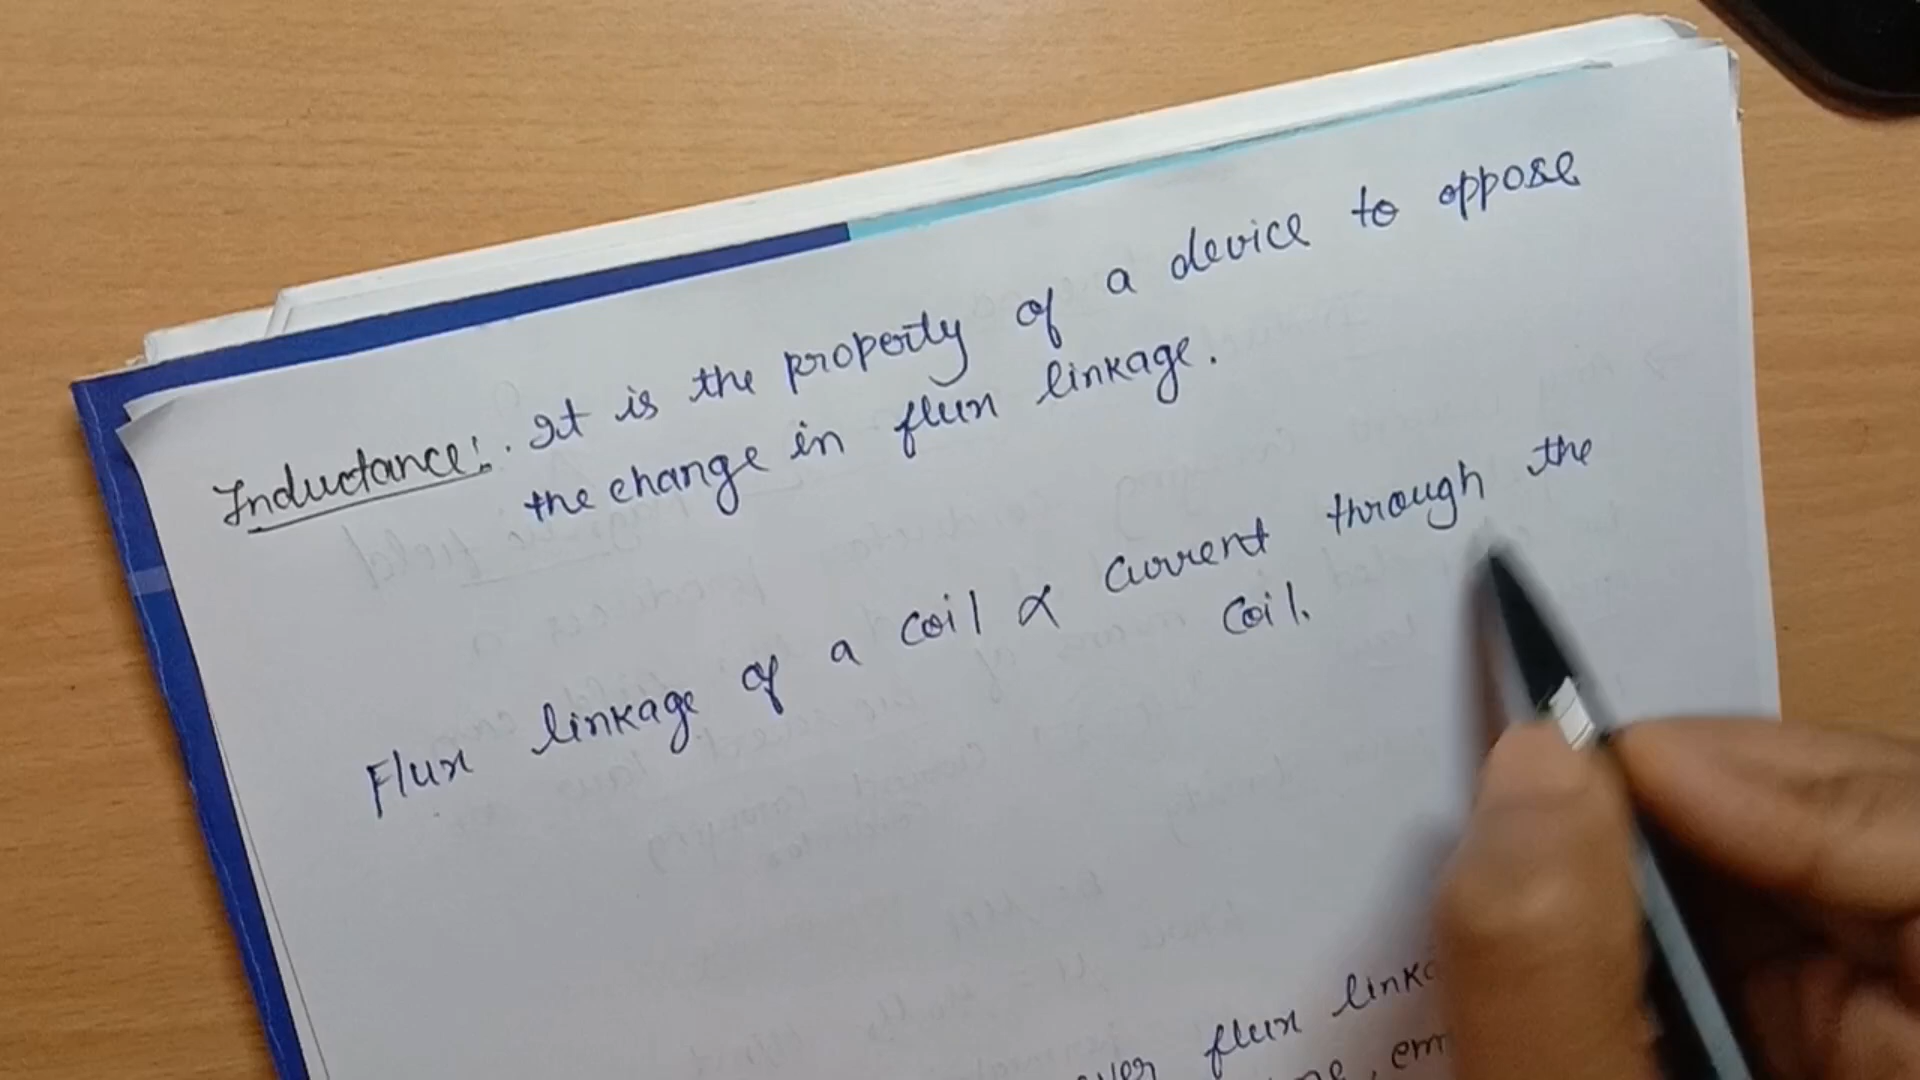 Inductance:. It is the property of a device to oppose
the change in flux linkage.
Flux linkage of a coil ∝ current through the
coil.
flux